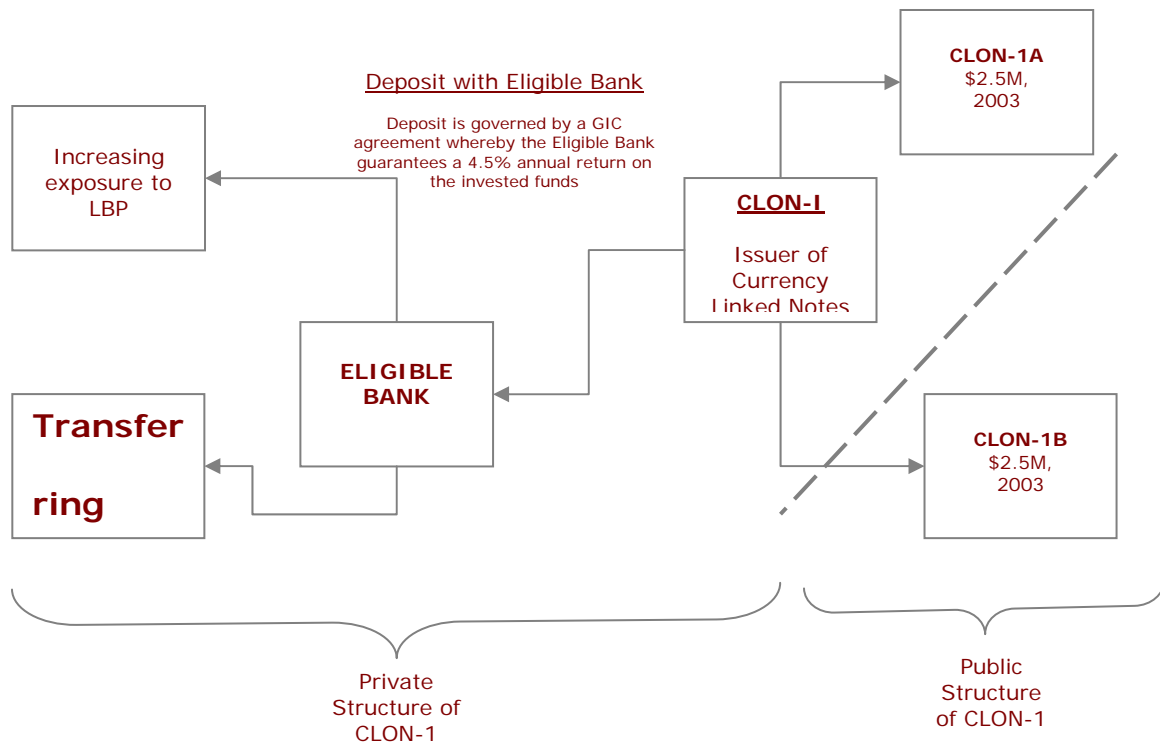 CLON-1A
$2.5M,
2003
Deposit with Eligible Bank
Deposit is governed by a GIC
agreement whereby the Eligible Bank
guarantees a 4.5% annual return on
the invested funds
Increasing
exposure to
LBP
CLON-I
Issuer of
Currency
Linked Notes
ELIGIBLE
BANK
Transfer
ring
CLON-1B
$2.5M,
2003
Private
Structure of
CLON-1
Public
Structure
of CLON-1